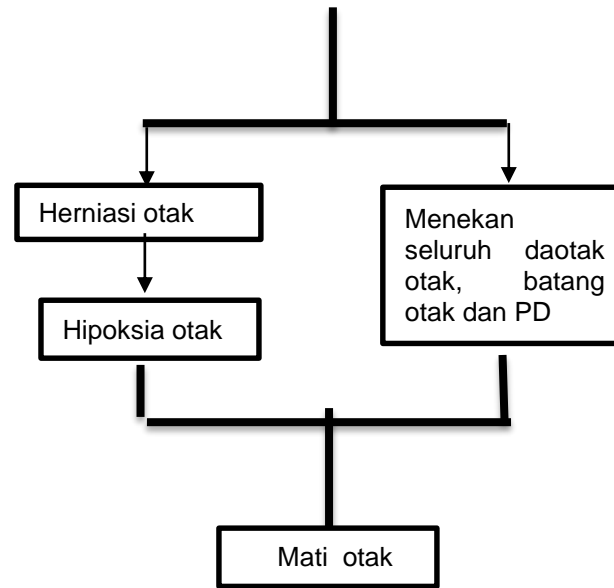 Herniasi otak
Hipoksia otak
Menekan
seluruh daotak
otak, batang
otak dan PD
Mati otak